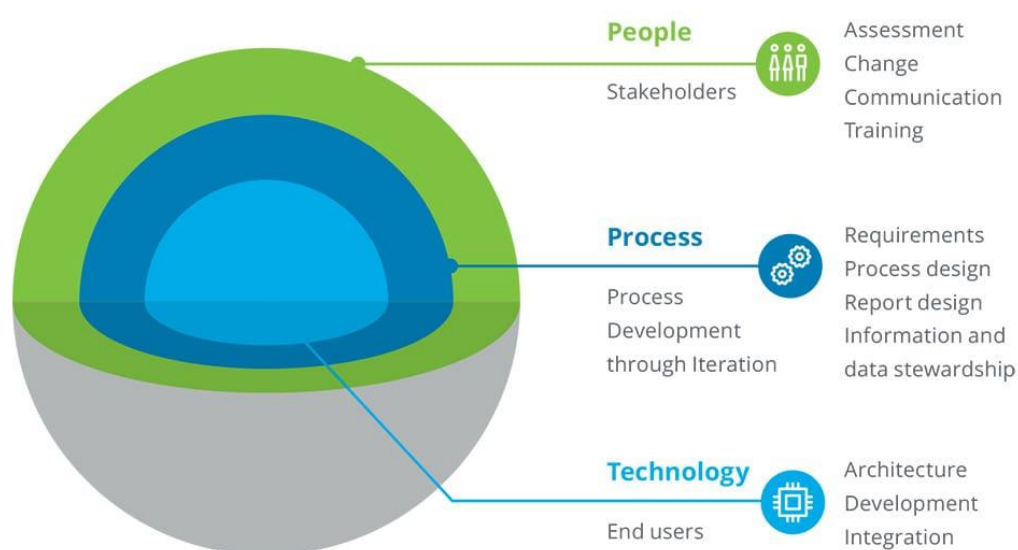 People
Stakeholders
Assessment
Change
Communication
Training
Process
Process
Development
through Iteration
Requirements
Process design
Report design
Information and
data stewardship
Technology
End users
Architecture
Development
Integration